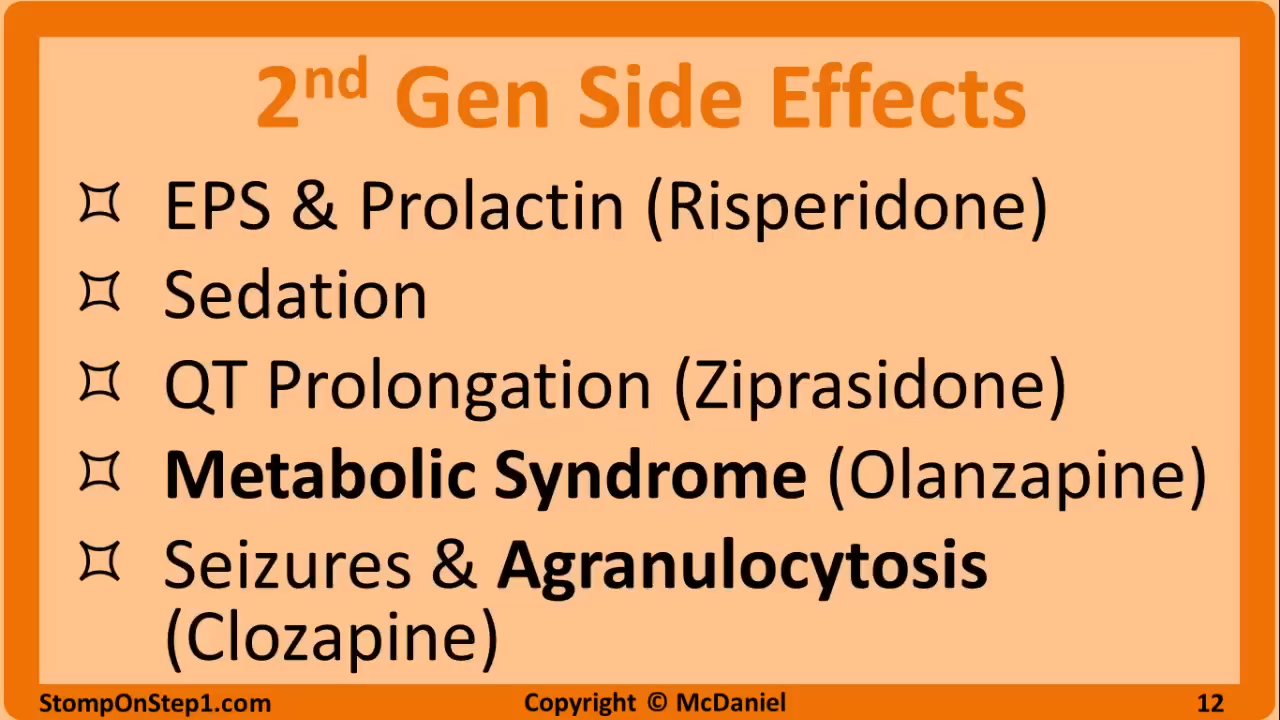 2nd Gen Side Effects
EPS & Prolactin (Risperidone)
Sedation
QT Prolongation (Ziprasidone)
Metabolic Syndrome (Olanzapine)
Seizures & Agranulocytosis
(Clozapine)
StompOnStep1.com Copyright © McDaniel 12